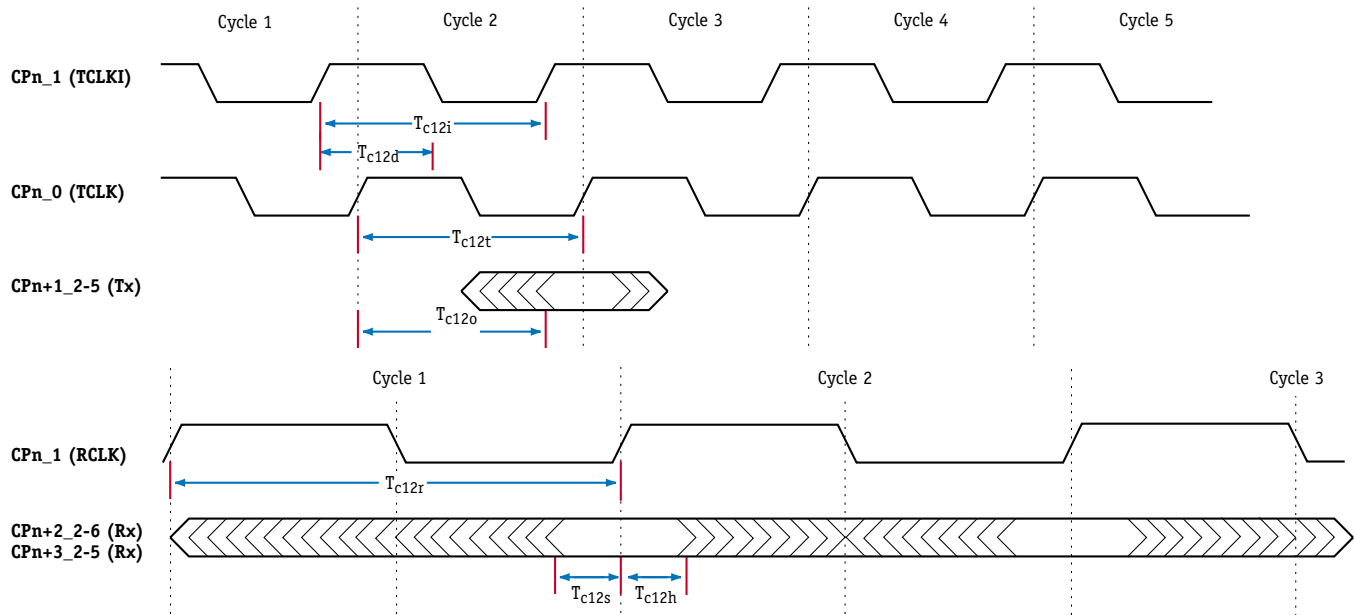 Cycle 1
Cycle 2
Cycle 3
Cycle 4
Cycle 5
CPn_1 (TCLKI)
Tc12i
Tc12d
CPn_0 (TCLK)
Tc12t
CPn+1_2-5 (Tx)
Tc12o
Cycle 1
Cycle 2
Cycle 3
CPn_1 (RCLK)
Tc12r
CPn+2_2-6 (Rx)
CPn+3_2-5 (Rx)
Tc12s
Tc12h